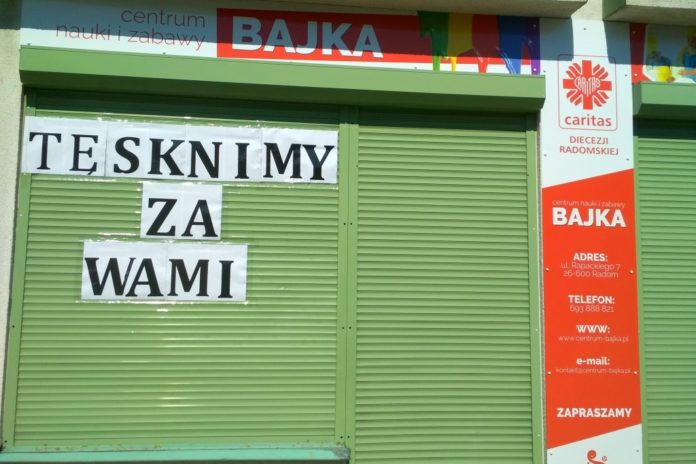 centrum
nauki i zabawy
BAJKA
TĘSKNIMY
ZA
WAMI
CARITAS
caritas
DIECEZJI
RADOMSKIEJ
centrum nauki i zabawy
BAJKA
ADRES:
ul. Rapackiego 7
26-600 Radom
TELEFON:
693 888 821
WWW:
www.centrum-bajka.pl
e-mail:
kontakt@centrum-bajka.pl
ZAPRASZAMY